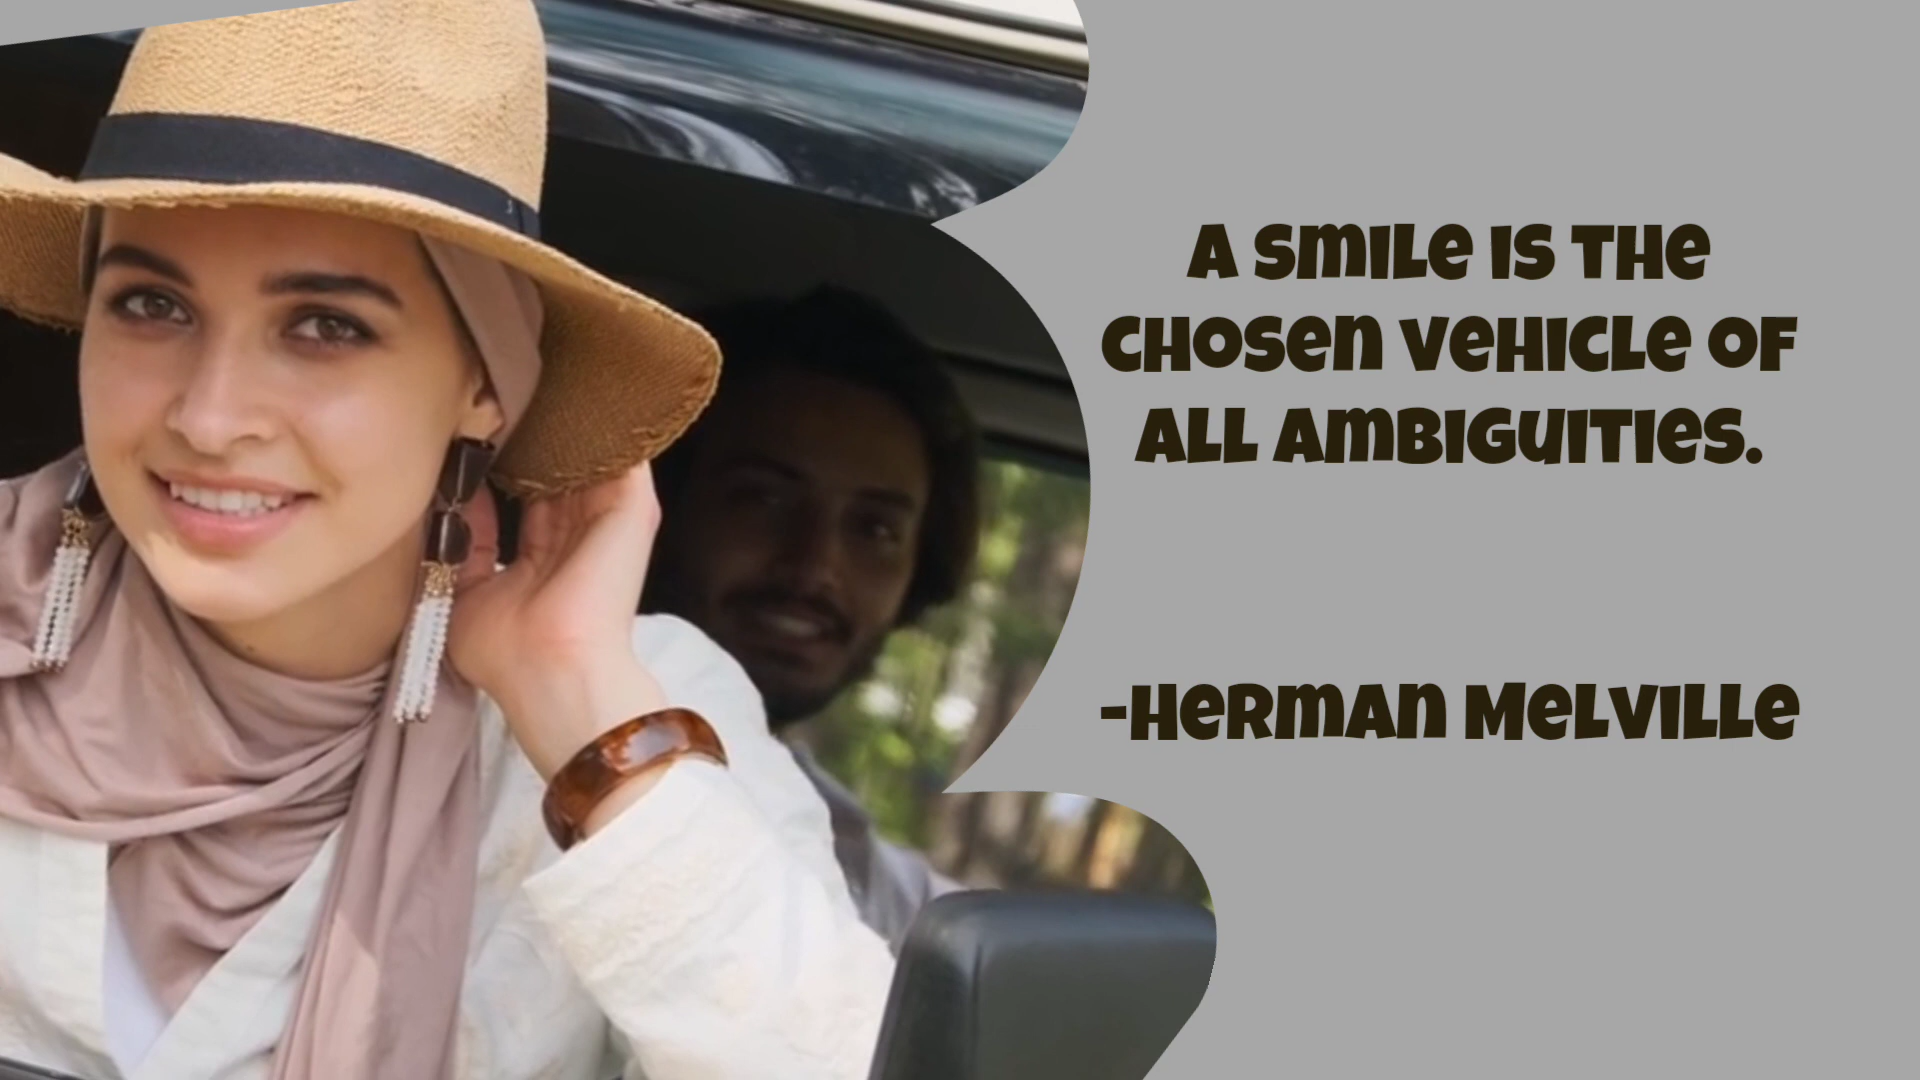 A smile is the
chosen vehicle of
all ambiguities.
-Herman Melville